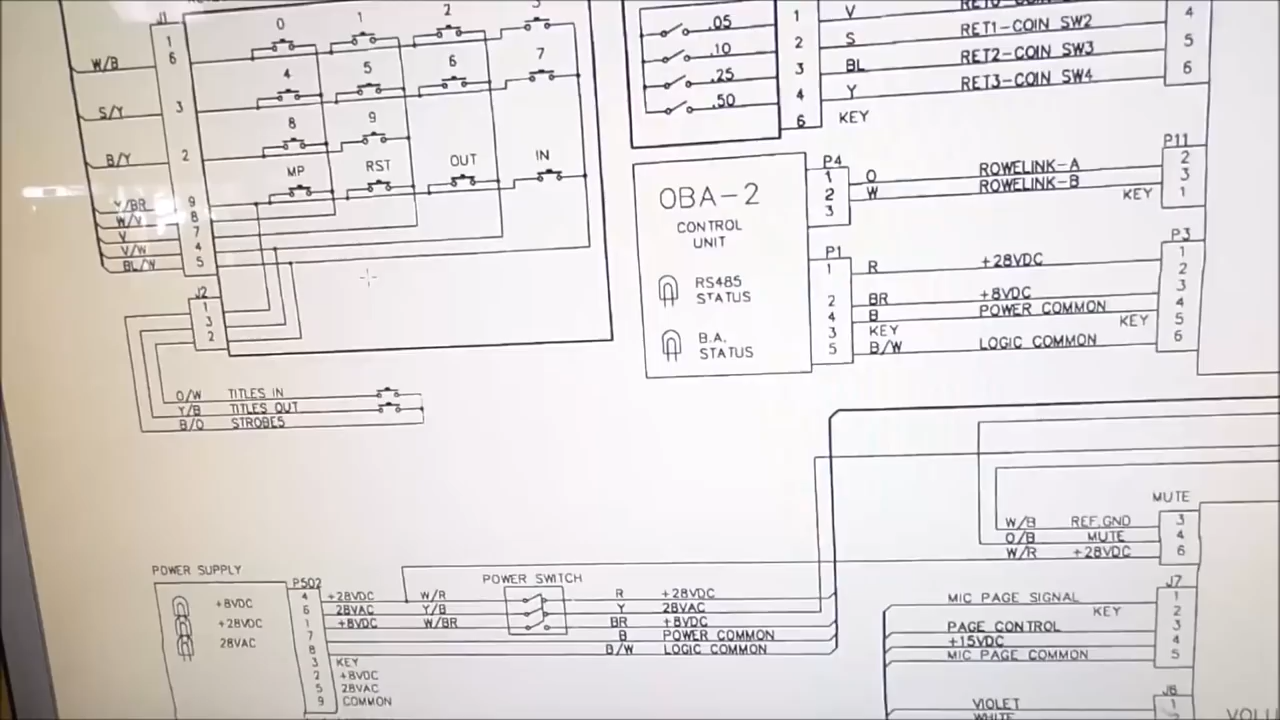 J1
0 1 2 3
1
6
W/B
4 5 6 7
3
S/Y
8 9
2
B/Y
MP RST OUT IN
9
Y/BR
8
W/V
7
V
4
V/W
5
BL/W
J2
1
3
2
O/W TITLES IN
Y/B TITLES OUT
B/O STROBES
.05
.10
.25
.50
1 V
2 S RET1-COIN SW2 4
3 BL RET2-COIN SW3 5
4 Y RET3-COIN SW4 6
6 KEY
OBA-2
CONTROL
UNIT
RS485
STATUS
B.A.
STATUS
P4 P11
1 O ROWELINK-A 2
2 W ROWELINK-B 3
3 KEY 1
P1 P3
1 R +28VDC 1
2
2 BR +8VDC 3
4 B POWER COMMON 4
3 KEY KEY 5
5 B/W LOGIC COMMON 6
MUTE
W/B REF.GND 3
O/B MUTE 4
W/R +28VDC 6
POWER SUPPLY
+8VDC
+28VDC
28VAC
P502 POWER SWITCH
4 +28VDC W/R R +28VDC
6 28VAC Y/B Y 28VAC
1 +8VDC W/BR BR +8VDC
7 B POWER COMMON
8 B/W LOGIC COMMON
3 KEY
2 +8VDC
5 28VAC
9 COMMON
J7
MIC PAGE SIGNAL 1
KEY 2
PAGE CONTROL 3
+15VDC 4
MIC PAGE COMMON 5
J6
VIOLET 1
WHITE